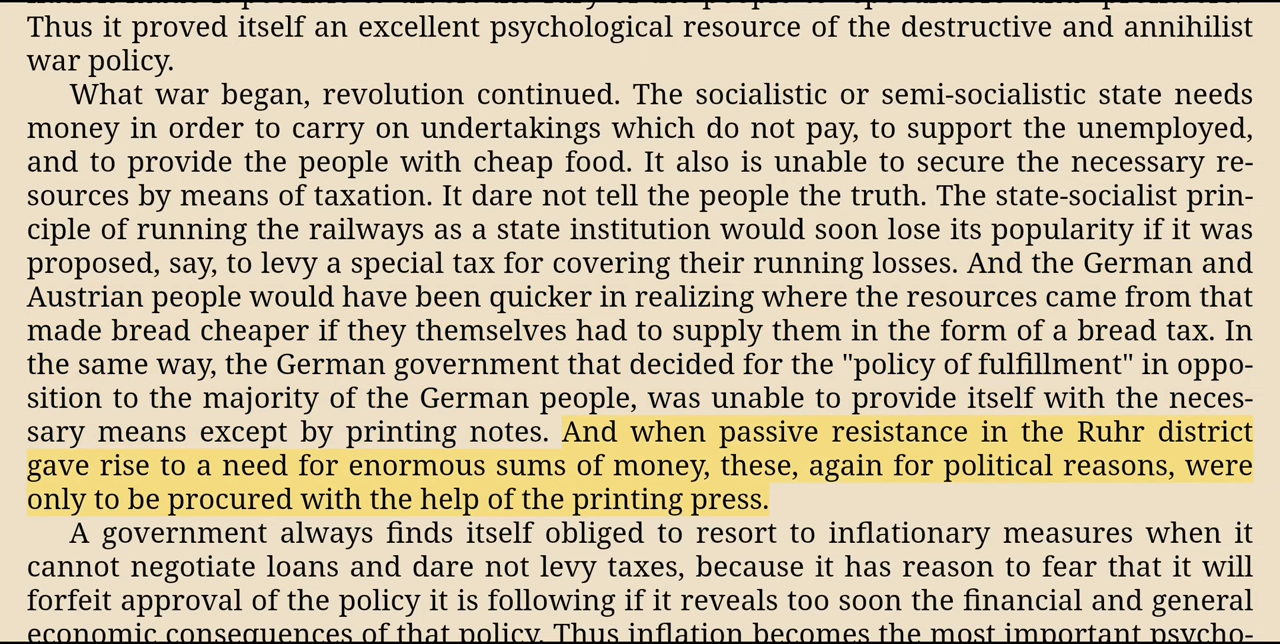 Thus it proved itself an excellent psychological resource of the destructive and annihilist
war policy.
What war began, revolution continued. The socialistic or semi-socialistic state needs
money in order to carry on undertakings which do not pay, to support the unemployed,
and to provide the people with cheap food. It also is unable to secure the necessary re-
sources by means of taxation. It dare not tell the people the truth. The state-socialist prin-
ciple of running the railways as a state institution would soon lose its popularity if it was
proposed, say, to levy a special tax for covering their running losses. And the German and
Austrian people would have been quicker in realizing where the resources came from that
made bread cheaper if they themselves had to supply them in the form of a bread tax. In
the same way, the German government that decided for the "policy of fulfillment" in oppo-
sition to the majority of the German people, was unable to provide itself with the neces-
sary means except by printing notes. And when passive resistance in the Ruhr district
gave rise to a need for enormous sums of money, these, again for political reasons, were
only to be procured with the help of the printing press.
A government always finds itself obliged to resort to inflationary measures when it
cannot negotiate loans and dare not levy taxes, because it has reason to fear that it will
forfeit approval of the policy it is following if it reveals too soon the financial and general
economic consequences of that policy. Thus inflation becomes the most important psycho-